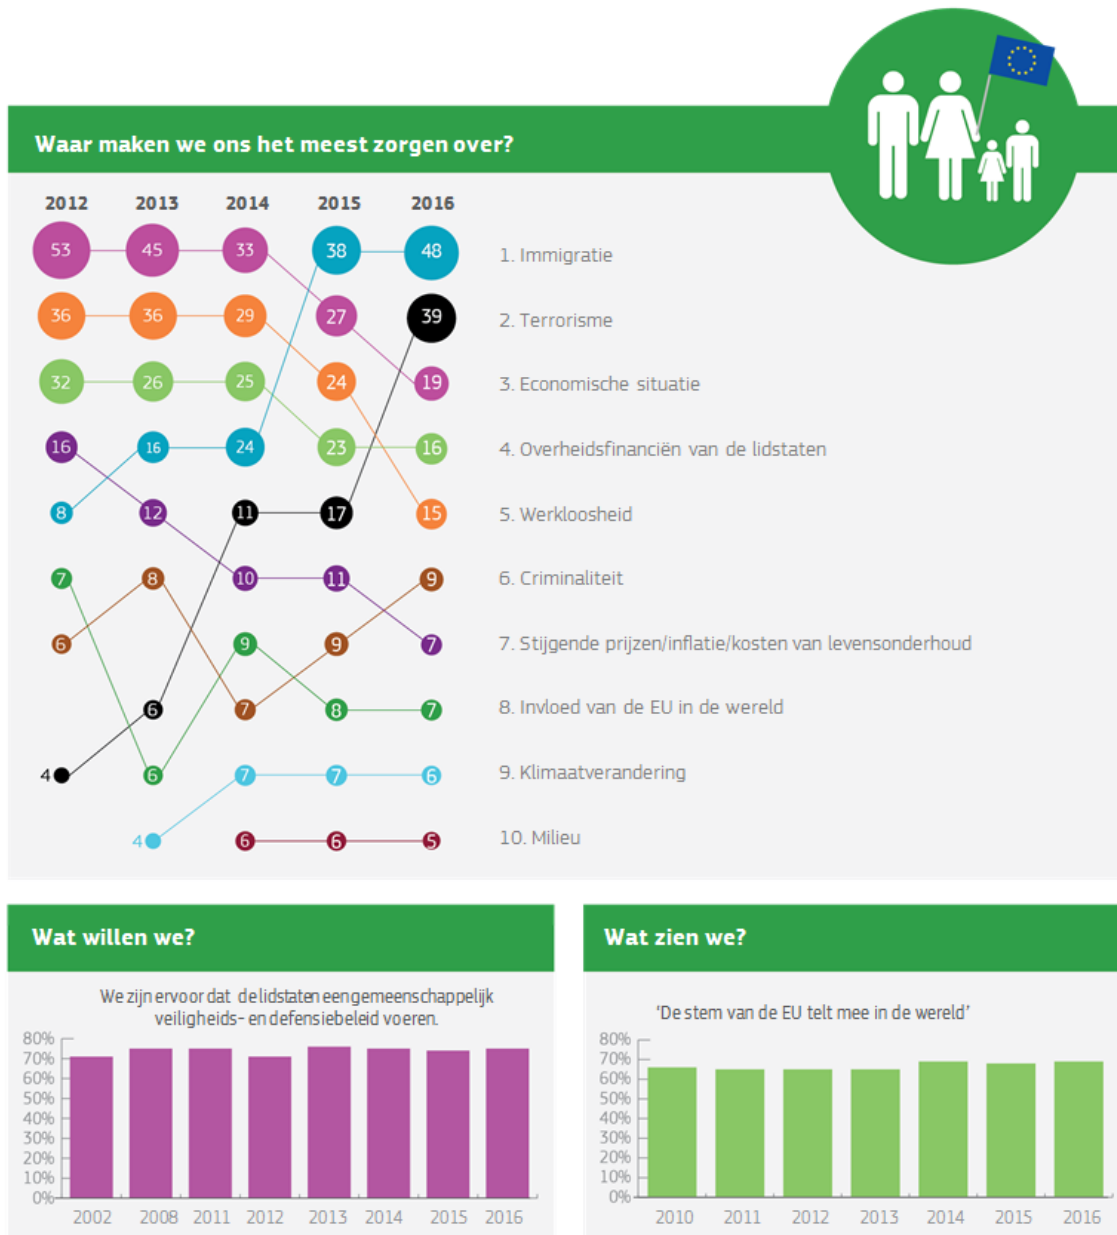 Waar maken we ons het meest zorgen over?
2012 2013 2014 2015 2016
53 45 33 38 48 1. Immigratie
36 36 29 27 39 2. Terrorisme
32 26 25 24 19 3. Economische situatie
16 16 24 23 16 4. Overheidsfinanciën van de lidstaten
8 12 11 17 15 5. Werkloosheid
7 8 10 11 9 6. Criminaliteit
6 9 9 7 7. Stijgende prijzen/inflatie/kosten van levensonderhoud
6 7 8 7 8. Invloed van de EU in de wereld
4 6 7 7 6 9. Klimaatverandering
4 6 6 5 10. Milieu
Wat willen we?
We zijn ervoor dat de lidstaten een gemeenschappelijk
veiligheids- en defensiebeleid voeren.
80%
70%
60%
50%
40%
30%
20%
10%
0%
2002 2008 2011 2012 2013 2014 2015 2016
Wat zien we?
'De stem van de EU telt mee in de wereld'
80%
70%
60%
50%
40%
30%
20%
10%
0%
2010 2011 2012 2013 2014 2015 2016